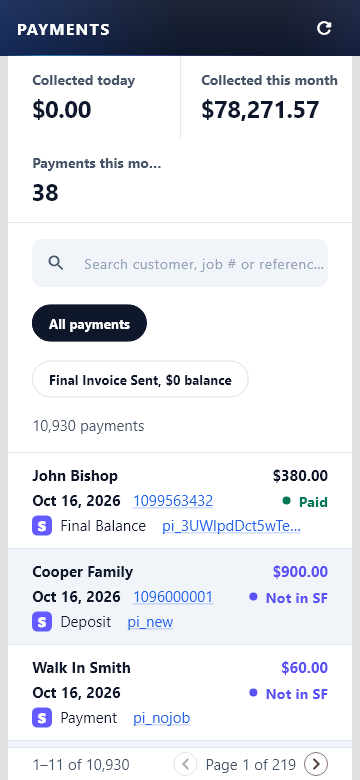 PAYMENTS
Collected today
$0.00
Collected this month
$78,271.57
Payments this mo...
38
Search customer, job # or referenc...
All payments
Final Invoice Sent, $0 balance
10,930 payments
John Bishop $380.00
Oct 16, 2026 1099563432 Paid
S Final Balance pi_3UWlpdDct5wTe...
Cooper Family $900.00
Oct 16, 2026 1096000001 Not in SF
S Deposit pi_new
Walk In Smith $60.00
Oct 16, 2026 Not in SF
S Payment pi_nojob
1–11 of 10,930 Page 1 of 219